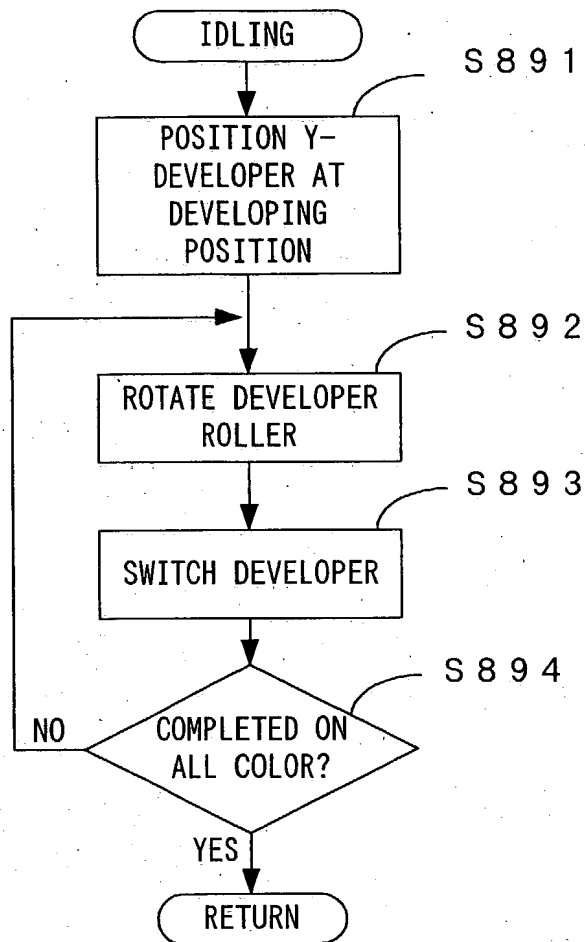 IDLING
S891
POSITION Y-
DEVELOPER AT
DEVELOPING
POSITION
S892
ROTATE DEVELOPER
ROLLER
S893
SWITCH DEVELOPER
S894
COMPLETED ON
ALL COLOR?
NO
YES
RETURN